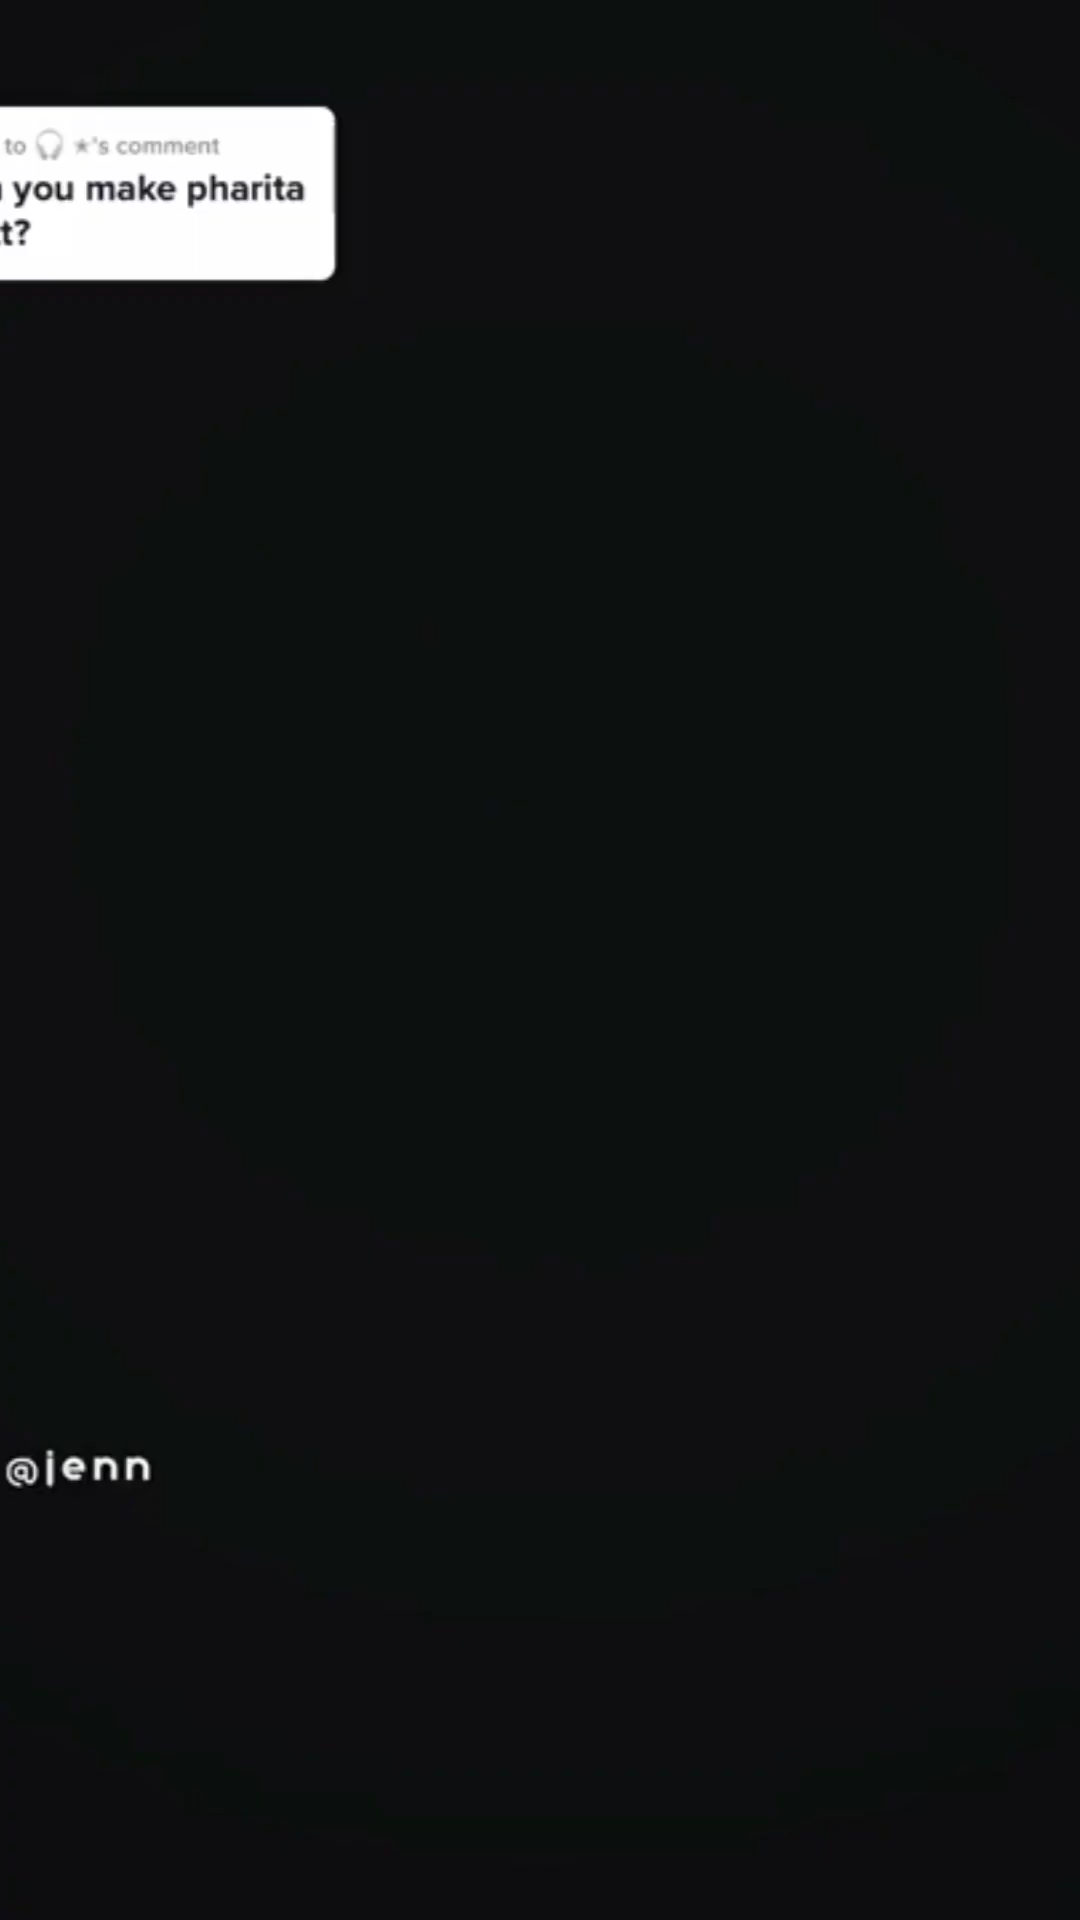 to 🎧 ★'s comment
you make pharita
t?
@jenn